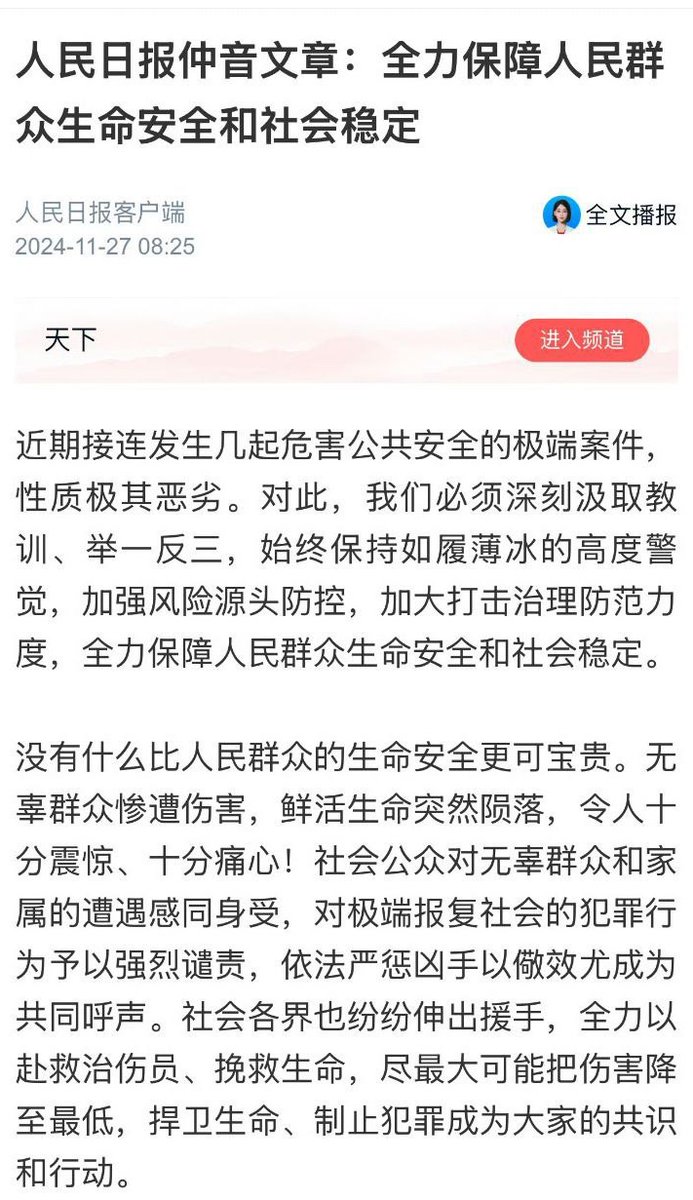 人民日报仲音文章：全力保障人民群
众生命安全和社会稳定
人民日报客户端
2024-11-27 08:25
全文播报
天下
进入频道
近期接连发生几起危害公共安全的极端案件，
性质极其恶劣。对此，我们必须深刻汲取教
训、举一反三，始终保持如履薄冰的高度警
觉，加强风险源头防控，加大打击治理防范力
度，全力保障人民群众生命安全和社会稳定。
没有什么比人民群众的生命安全更可宝贵。无
辜群众惨遭伤害，鲜活生命突然陨落，令人十
分震惊、十分痛心！社会公众对无辜群众和家
属的遭遇感同身受，对极端报复社会的犯罪行
为予以强烈谴责，依法严惩凶手以儆效尤成为
共同呼声。社会各界也纷纷伸出援手，全力以
赴救治伤员、挽救生命，尽最大可能把伤害降
至最低，捍卫生命、制止犯罪成为大家的共识
和行动。